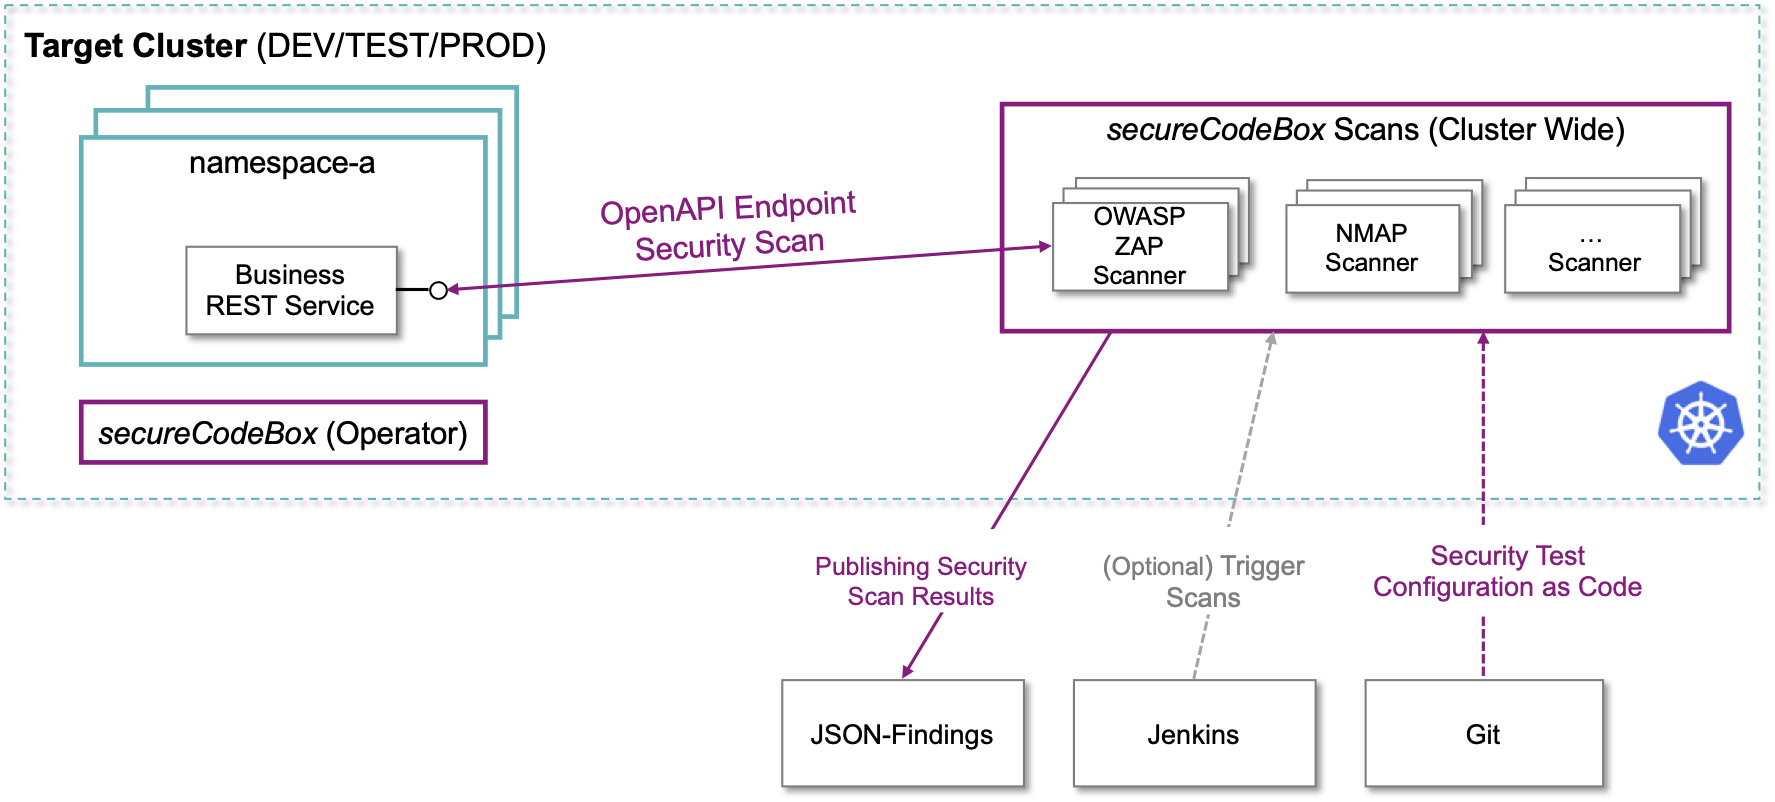 Target Cluster (DEV/TEST/PROD)
namespace-a
Business
REST Service
secureCodeBox (Operator)
OpenAPI Endpoint
Security Scan
secureCodeBox Scans (Cluster Wide)
OWASP
ZAP
Scanner
NMAP
Scanner
...
Scanner
Publishing Security
Scan Results
(Optional) Trigger
Scans
Security Test
Configuration as Code
JSON-Findings
Jenkins
Git